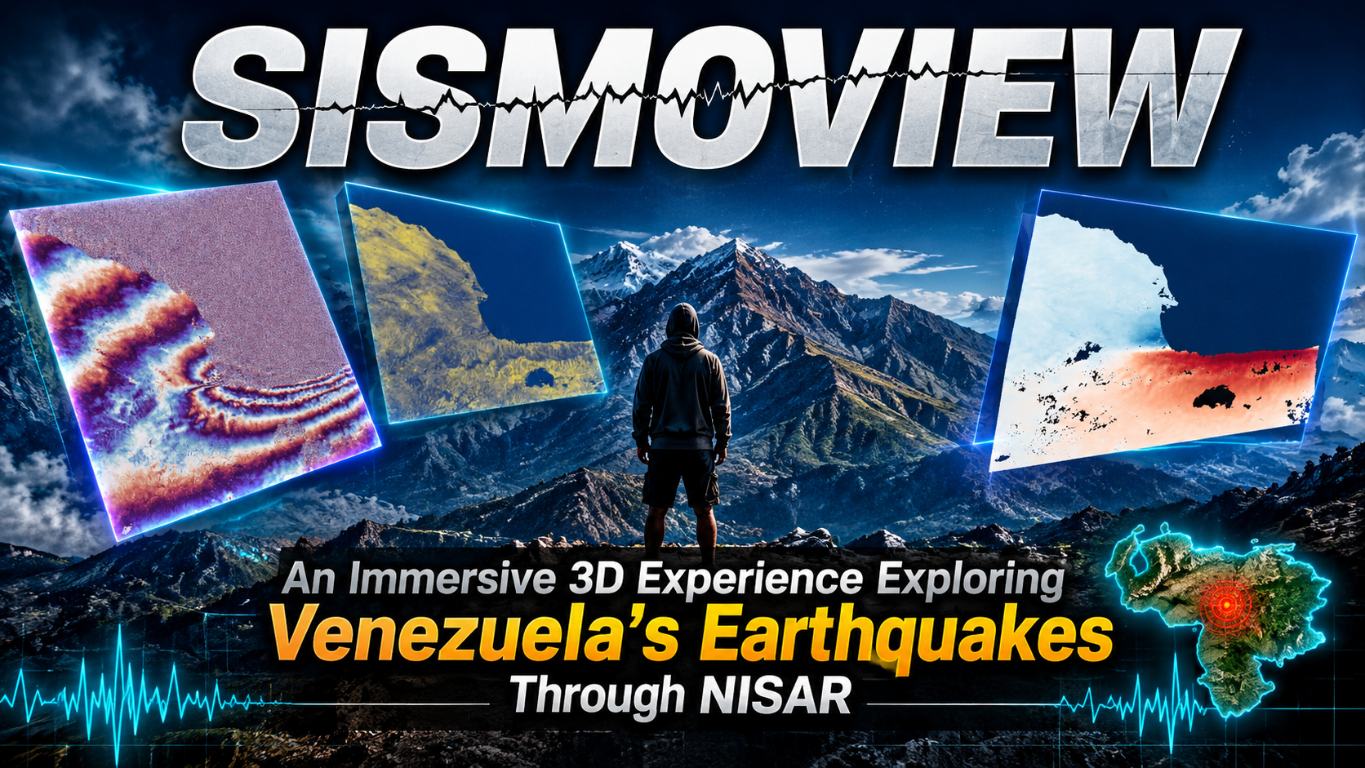 SISMOVIEW
An Immersive 3D Experience Exploring
Venezuela's Earthquakes
Through NISAR